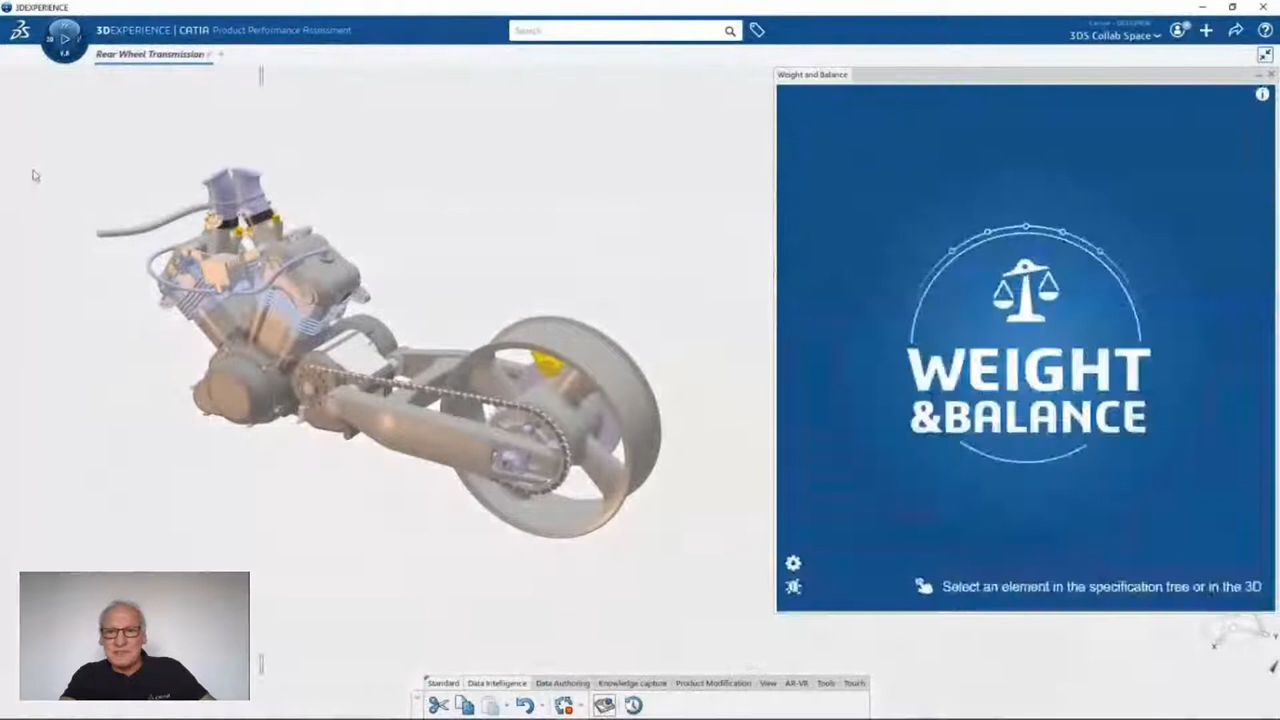 3DEXPERIENCE
3DEXPERIENCE | CATIA Product Performance Assessment
Search
3DS Collab Space
Rear Wheel Transmission
Weight and Balance
WEIGHT
&BALANCE
Select an element in the specification tree or in the 3D
Standard Data Intelligence Data Authoring Knowledge capture Product Modification View AR-VR Tools Touch